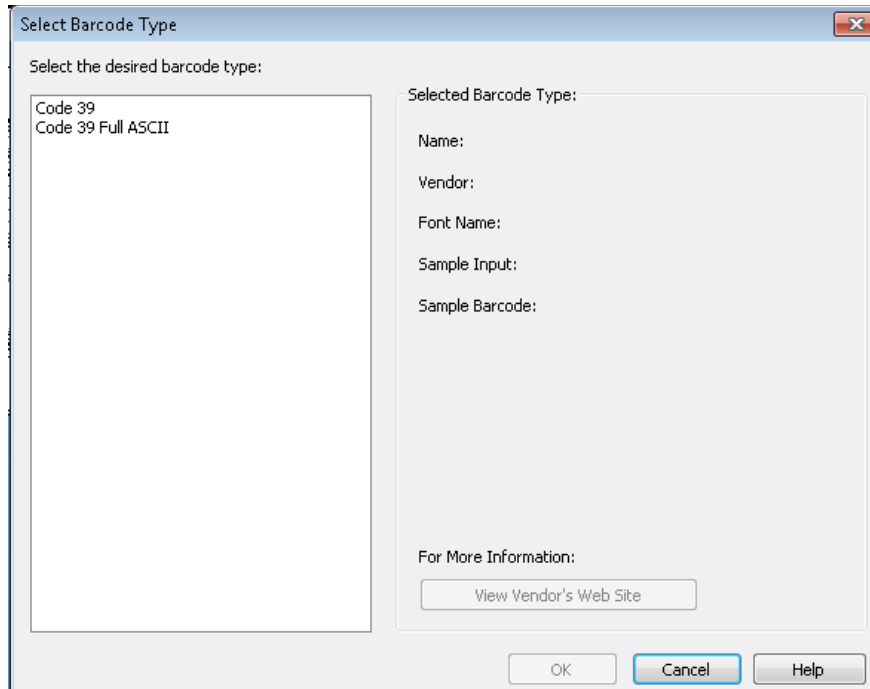 Select Barcode Type
Select the desired barcode type:
Code 39
Code 39 Full ASCII
Selected Barcode Type:
Name:
Vendor:
Font Name:
Sample Input:
Sample Barcode:
For More Information:
View Vendor's Web Site
OK
Cancel
Help